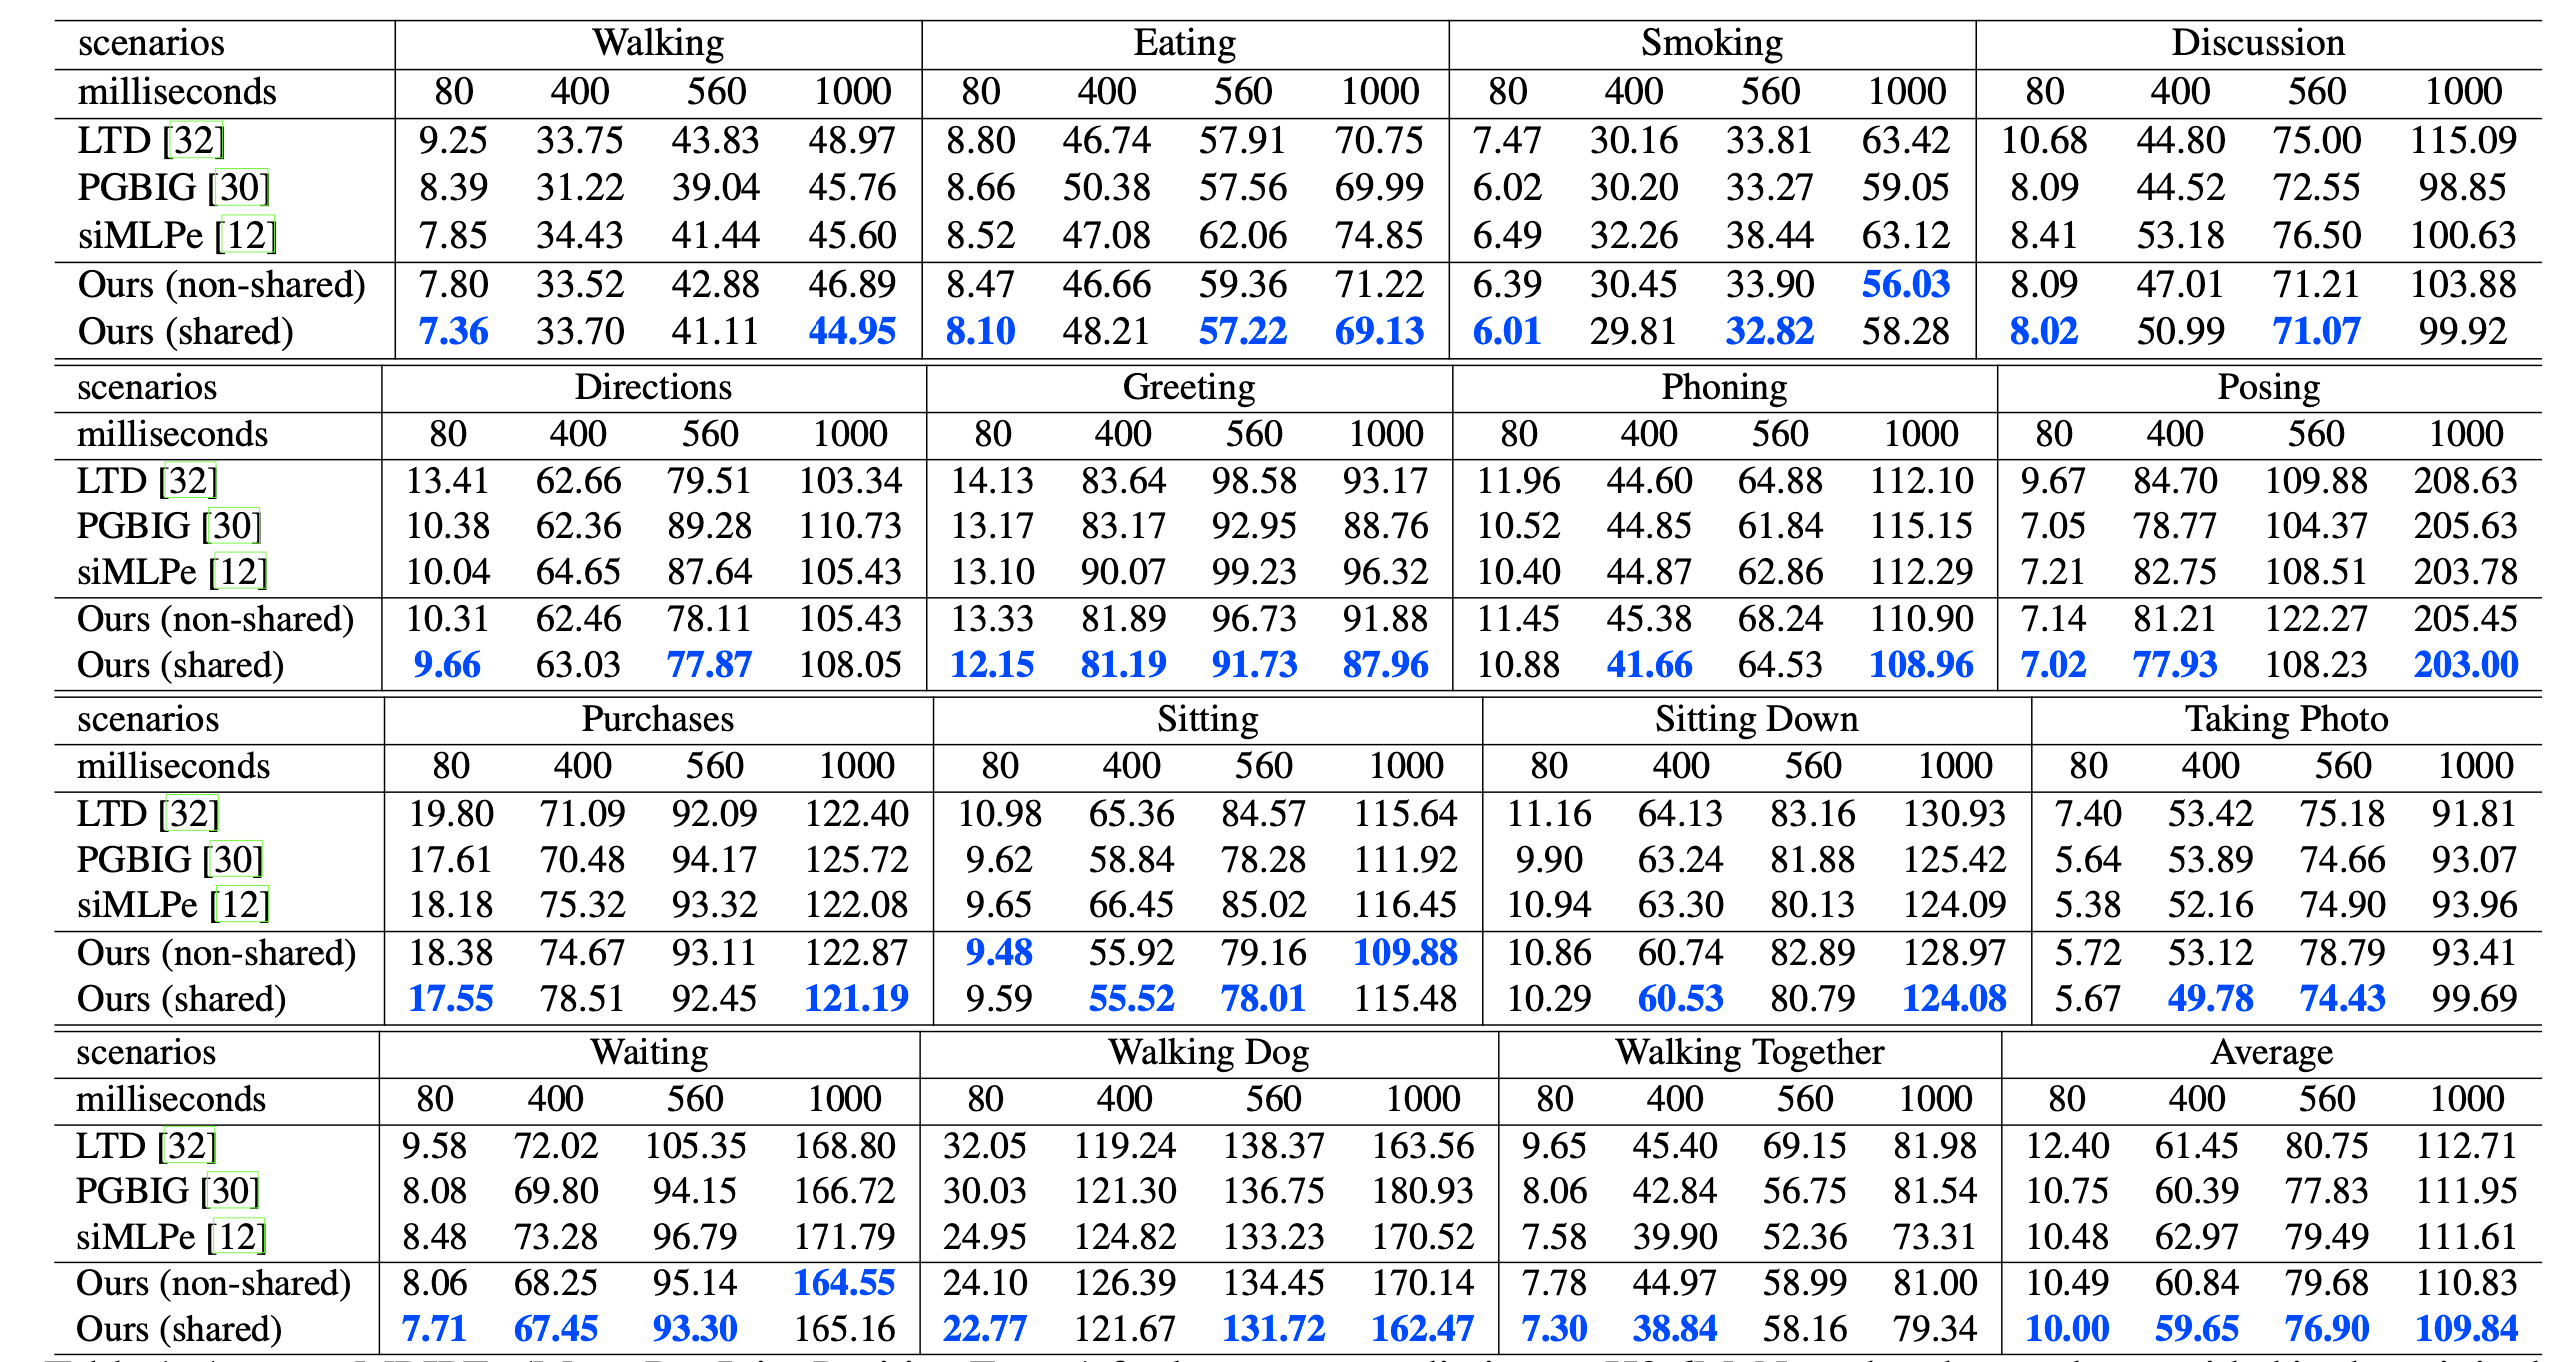 scenarios Walking Eating Smoking Discussion
milliseconds 80 400 560 1000 80 400 560 1000 80 400 560 1000 80 400 560 1000
LTD [32] 9.25 33.75 43.83 48.97 8.80 46.74 57.91 70.75 7.47 30.16 33.81 63.42 10.68 44.80 75.00 115.09
PGBIG [30] 8.39 31.22 39.04 45.76 8.66 50.38 57.56 69.99 6.02 30.20 33.27 59.05 8.09 44.52 72.55 98.85
siMLPe [12] 7.85 34.43 41.44 45.60 8.52 47.08 62.06 74.85 6.49 32.26 38.44 63.12 8.41 53.18 76.50 100.63
Ours (non-shared) 7.80 33.52 42.88 46.89 8.47 46.66 59.36 71.22 6.39 30.45 33.90 56.03 8.09 47.01 71.21 103.88
Ours (shared) 7.36 33.70 41.11 44.95 8.10 48.21 57.22 69.13 6.01 29.81 32.82 58.28 8.02 50.99 71.07 99.92
scenarios Directions Greeting Phoning Posing
milliseconds 80 400 560 1000 80 400 560 1000 80 400 560 1000 80 400 560 1000
LTD [32] 13.41 62.66 79.51 103.34 14.13 83.64 98.58 93.17 11.96 44.60 64.88 112.10 9.67 84.70 109.88 208.63
PGBIG [30] 10.38 62.36 89.28 110.73 13.17 83.17 92.95 88.76 10.52 44.85 61.84 115.15 7.05 78.77 104.37 205.63
siMLPe [12] 10.04 64.65 87.64 105.43 13.10 90.07 99.23 96.32 10.40 44.87 62.86 112.29 7.21 82.75 108.51 203.78
Ours (non-shared) 10.31 62.46 78.11 105.43 13.33 81.89 96.73 91.88 11.45 45.38 68.24 110.90 7.14 81.21 122.27 205.45
Ours (shared) 9.66 63.03 77.87 108.05 12.15 81.19 91.73 87.96 10.88 41.66 64.53 108.96 7.02 77.93 108.23 203.00
scenarios Purchases Sitting Sitting Down Taking Photo
milliseconds 80 400 560 1000 80 400 560 1000 80 400 560 1000 80 400 560 1000
LTD [32] 19.80 71.09 92.09 122.40 10.98 65.36 84.57 115.64 11.16 64.13 83.16 130.93 7.40 53.42 75.18 91.81
PGBIG [30] 17.61 70.48 94.17 125.72 9.62 58.84 78.28 111.92 9.90 63.24 81.88 125.42 5.64 53.89 74.66 93.07
siMLPe [12] 18.18 75.32 93.32 122.08 9.65 66.45 85.02 116.45 10.94 63.30 80.13 124.09 5.38 52.16 74.90 93.96
Ours (non-shared) 18.38 74.67 93.11 122.87 9.48 55.92 79.16 109.88 10.86 60.74 82.89 128.97 5.72 53.12 78.79 93.41
Ours (shared) 17.55 78.51 92.45 121.19 9.59 55.52 78.01 115.48 10.29 60.53 80.79 124.08 5.67 49.78 74.43 99.69
scenarios Waiting Walking Dog Walking Together Average
milliseconds 80 400 560 1000 80 400 560 1000 80 400 560 1000 80 400 560 1000
LTD [32] 9.58 72.02 105.35 168.80 32.05 119.24 138.37 163.56 9.65 45.40 69.15 81.98 12.40 61.45 80.75 112.71
PGBIG [30] 8.08 69.80 94.15 166.72 30.03 121.30 136.75 180.93 8.06 42.84 56.75 81.54 10.75 60.39 77.83 111.95
siMLPe [12] 8.48 73.28 96.79 171.79 24.95 124.82 133.23 170.52 7.58 39.90 52.36 73.31 10.48 62.97 79.49 111.61
Ours (non-shared) 8.06 68.25 95.14 164.55 24.10 126.39 134.45 170.14 7.78 44.97 58.99 81.00 10.49 60.84 79.68 110.83
Ours (shared) 7.71 67.45 93.30 165.16 22.77 121.67 131.72 162.47 7.30 38.84 58.16 79.34 10.00 59.65 76.90 109.84